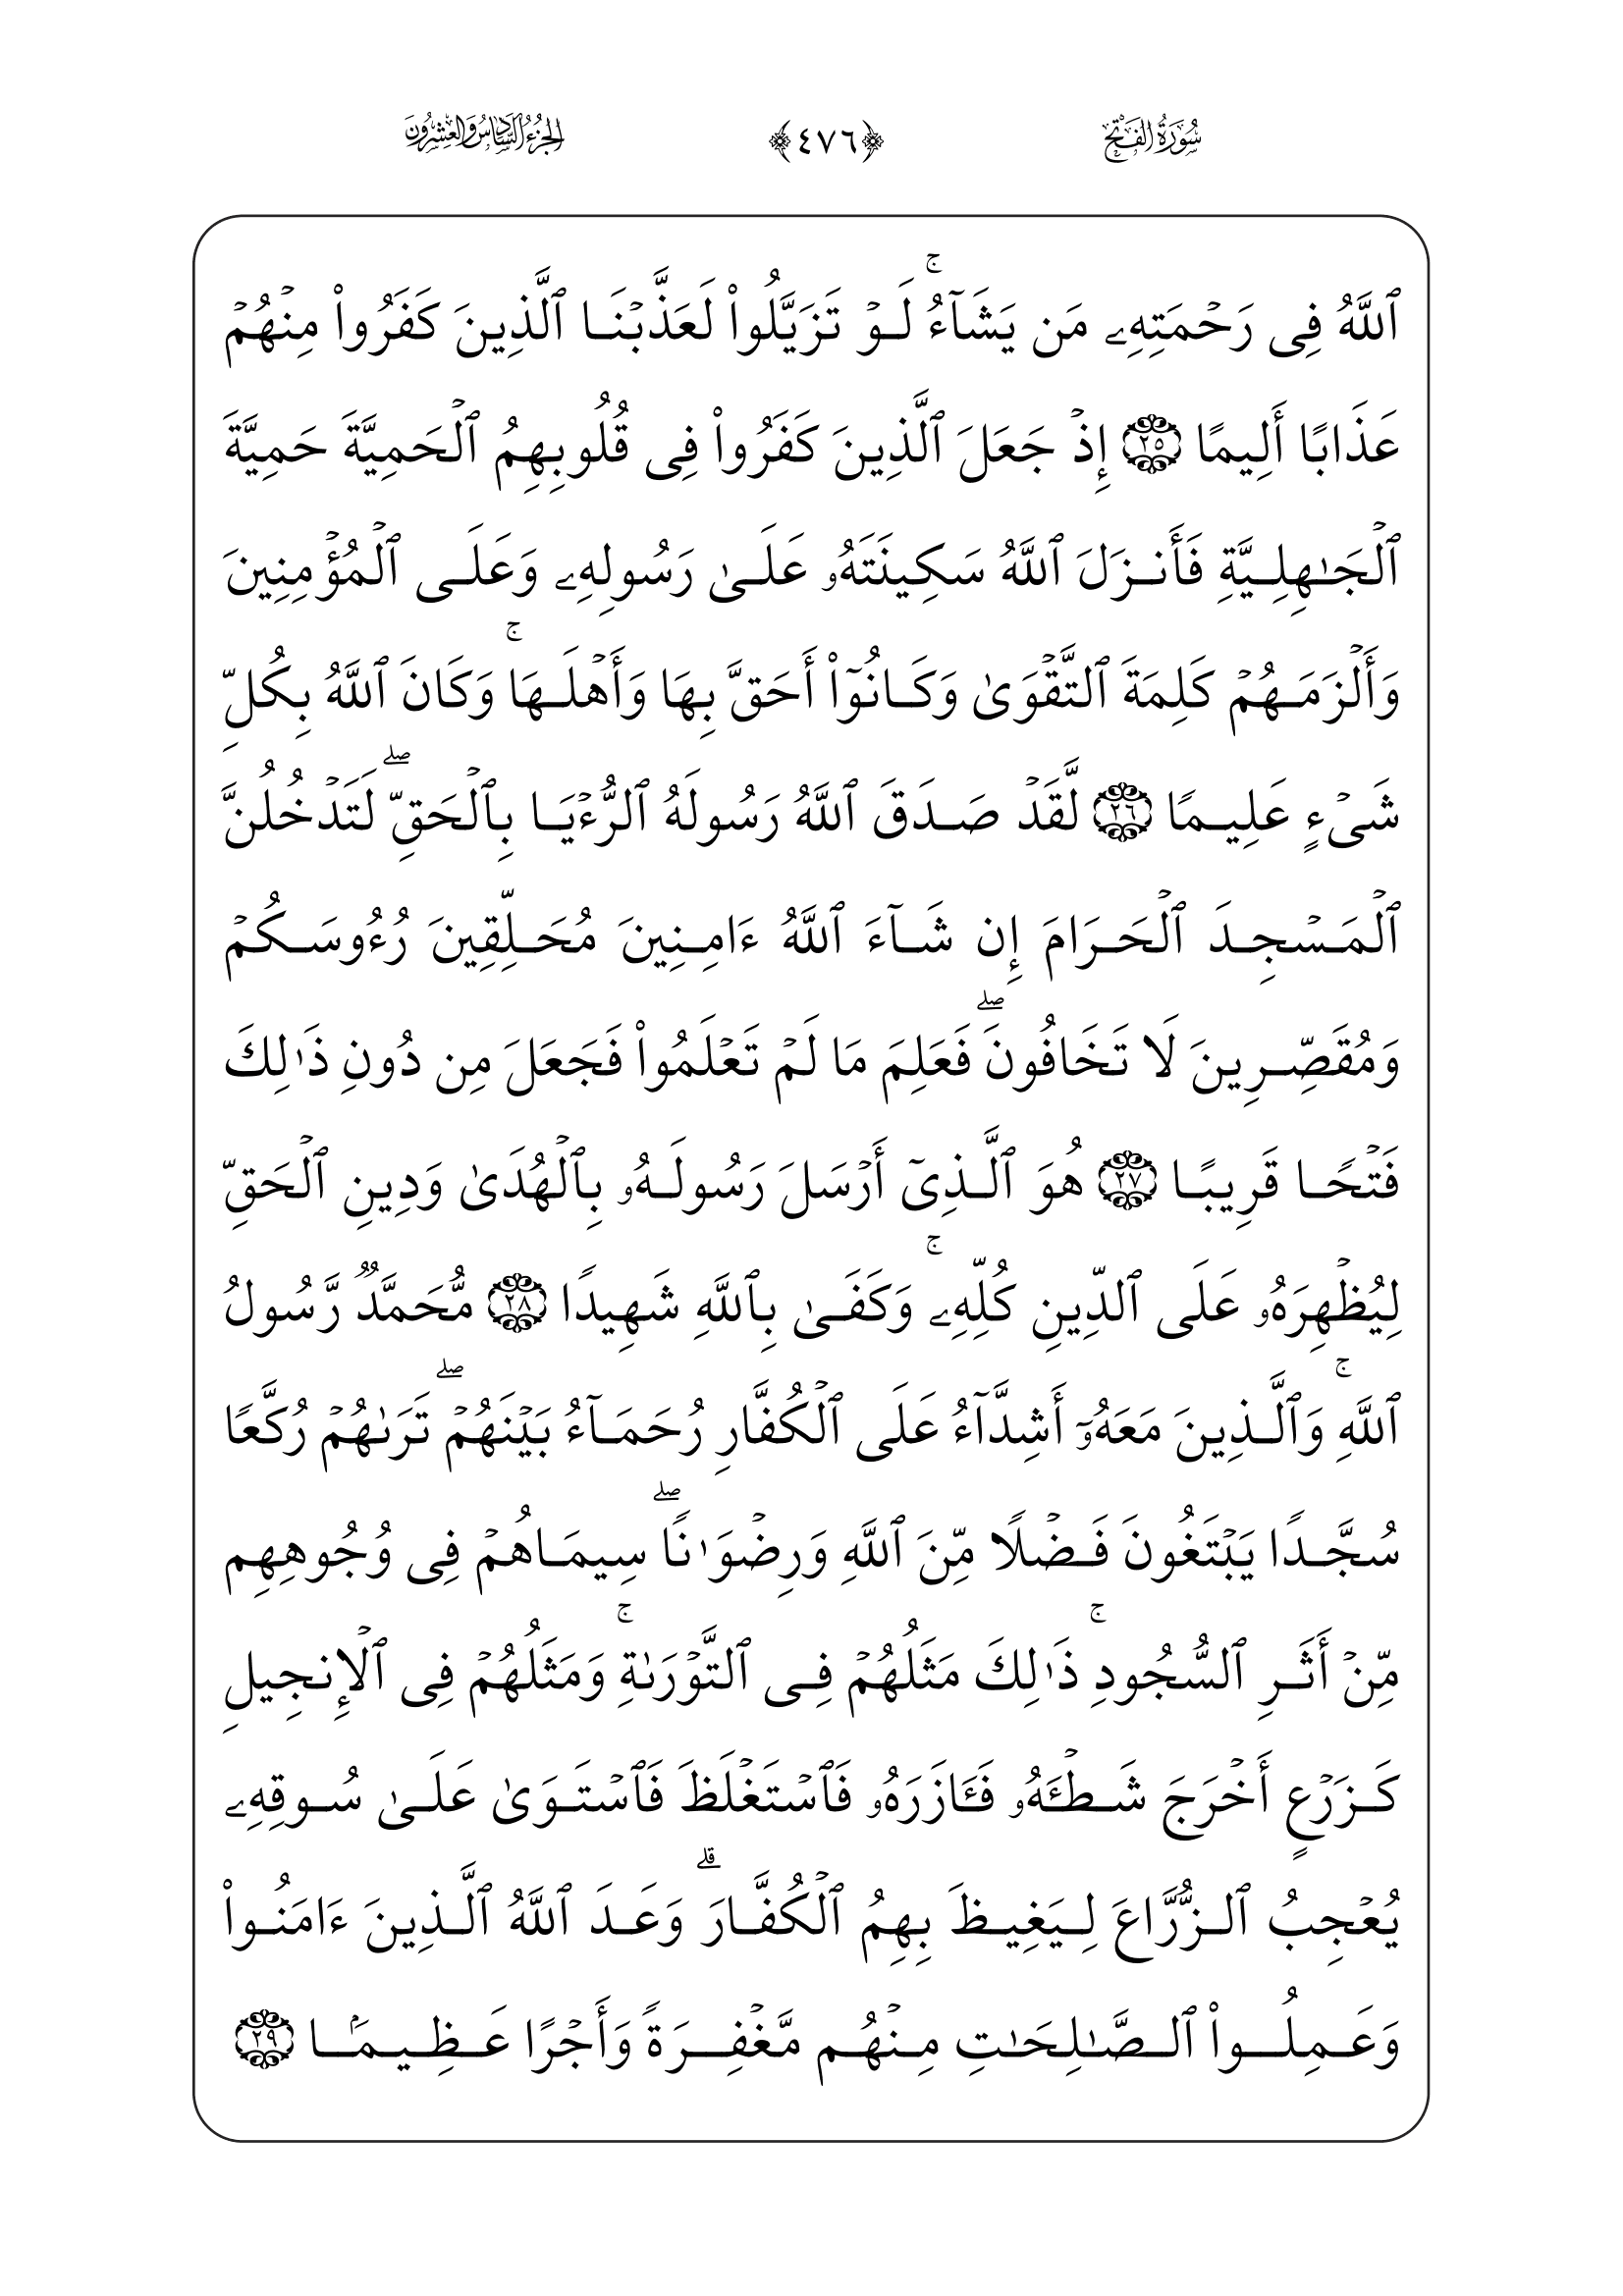 سُورَةُ الفَتْحِ ﴿٤٧٦﴾ الجُزْءُ السَّادِسُ وَالعِشْرُونَ
ٱللَّهُ فِى رَحْمَتِهِۦ مَن يَشَآءُ ۚ لَوْ تَزَيَّلُوا۟ لَعَذَّبْنَا ٱلَّذِينَ كَفَرُوا۟ مِنْهُمْ
عَذَابًا أَلِيمًا ٢٥ إِذْ جَعَلَ ٱلَّذِينَ كَفَرُوا۟ فِى قُلُوبِهِمُ ٱلْحَمِيَّةَ حَمِيَّةَ
ٱلْجَـٰهِلِيَّةِ فَأَنزَلَ ٱللَّهُ سَكِينَتَهُۥ عَلَىٰ رَسُولِهِۦ وَعَلَى ٱلْمُؤْمِنِينَ
وَأَلْزَمَهُمْ كَلِمَةَ ٱلتَّقْوَىٰ وَكَانُوٓا۟ أَحَقَّ بِهَا وَأَهْلَهَا ۚ وَكَانَ ٱللَّهُ بِكُلِّ
شَىْءٍ عَلِيمًا ٢٦ لَّقَدْ صَدَقَ ٱللَّهُ رَسُولَهُ ٱلرُّءْيَا بِٱلْحَقِّ ۖ لَتَدْخُلُنَّ
ٱلْمَسْجِدَ ٱلْحَرَامَ إِن شَآءَ ٱللَّهُ ءَامِنِينَ مُحَلِّقِينَ رُءُوسَكُمْ
وَمُقَصِّرِينَ لَا تَخَافُونَ ۖ فَعَلِمَ مَا لَمْ تَعْلَمُوا۟ فَجَعَلَ مِن دُونِ ذَٰلِكَ
فَتْحًا قَرِيبًا ٢٧ هُوَ ٱلَّذِىٓ أَرْسَلَ رَسُولَهُۥ بِٱلْهُدَىٰ وَدِينِ ٱلْحَقِّ
لِيُظْهِرَهُۥ عَلَى ٱلدِّينِ كُلِّهِۦ ۚ وَكَفَىٰ بِٱللَّهِ شَهِيدًا ٢٨ مُّحَمَّدٌ رَّسُولُ
ٱللَّهِ ۚ وَٱلَّذِينَ مَعَهُۥٓ أَشِدَّآءُ عَلَى ٱلْكُفَّارِ رُحَمَآءُ بَيْنَهُمْ ۖ تَرَىٰهُمْ رُكَّعًا
سُجَّدًا يَبْتَغُونَ فَضْلًا مِّنَ ٱللَّهِ وَرِضْوَٰنًا ۖ سِيمَاهُمْ فِى وُجُوهِهِم
مِّنْ أَثَرِ ٱلسُّجُودِ ۚ ذَٰلِكَ مَثَلُهُمْ فِى ٱلتَّوْرَىٰةِ ۚ وَمَثَلُهُمْ فِى ٱلْإِنجِيلِ
كَزَرْعٍ أَخْرَجَ شَطْـَٔهُۥ فَـَٔازَرَهُۥ فَٱسْتَغْلَظَ فَٱسْتَوَىٰ عَلَىٰ سُوقِهِۦ
يُعْجِبُ ٱلزُّرَّاعَ لِيَغِيظَ بِهِمُ ٱلْكُفَّارَ ۗ وَعَدَ ٱللَّهُ ٱلَّذِينَ ءَامَنُوا۟
وَعَمِلُوا۟ ٱلصَّـٰلِحَـٰتِ مِنْهُم مَّغْفِرَةً وَأَجْرًا عَظِيمًۢا ٢٩